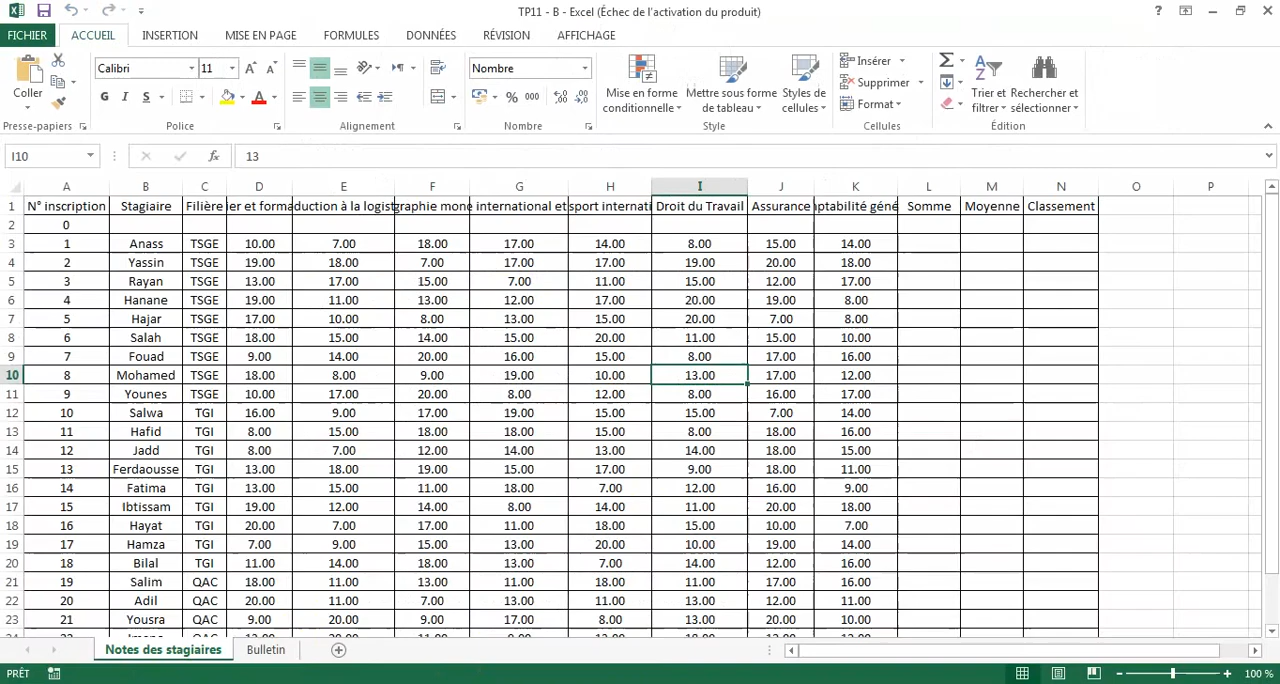 TP11 - B - Excel (Échec de l'activation du produit)
FICHIER ACCUEIL INSERTION MISE EN PAGE FORMULES DONNÉES RÉVISION AFFICHAGE
Coller
Presse-papiers
Calibri 11
G I S
Police
Alignement
Nombre
% 000
Nombre
Mise en forme conditionnelle
Mettre sous forme de tableau
Styles de cellules
Style
Insérer
Supprimer
Format
Cellules
Trier et filtrer
Rechercher et sélectionner
Édition
I10 fx 13
A B C D E F G H I J K L M N O P
1 N° inscription Stagiaire Filière ier et forma duction à la logist graphie mon international et sport internati Droit du Travail Assurance ptabilité géné Somme Moyenne Classement
2 0
3 1 Anass TSGE 10.00 7.00 18.00 17.00 14.00 8.00 15.00 14.00
4 2 Yassin TSGE 19.00 18.00 7.00 17.00 17.00 19.00 20.00 18.00
5 3 Rayan TSGE 13.00 17.00 15.00 7.00 11.00 15.00 12.00 17.00
6 4 Hanane TSGE 19.00 11.00 13.00 12.00 17.00 20.00 19.00 8.00
7 5 Hajar TSGE 17.00 10.00 8.00 13.00 15.00 20.00 7.00 8.00
8 6 Salah TSGE 18.00 15.00 14.00 15.00 20.00 11.00 15.00 10.00
9 7 Fouad TSGE 9.00 14.00 20.00 16.00 15.00 8.00 17.00 16.00
10 8 Mohamed TSGE 18.00 8.00 9.00 19.00 10.00 13.00 17.00 12.00
11 9 Younes TSGE 10.00 17.00 20.00 8.00 12.00 8.00 16.00 17.00
12 10 Salwa TGI 16.00 9.00 17.00 19.00 15.00 15.00 7.00 14.00
13 11 Hafid TGI 8.00 15.00 18.00 18.00 15.00 8.00 18.00 16.00
14 12 Jadd TGI 8.00 7.00 12.00 14.00 13.00 14.00 18.00 15.00
15 13 Ferdaousse TGI 13.00 18.00 19.00 15.00 17.00 9.00 18.00 11.00
16 14 Fatima TGI 13.00 15.00 11.00 18.00 7.00 12.00 16.00 9.00
17 15 Ibtissam TGI 19.00 12.00 14.00 8.00 14.00 11.00 20.00 18.00
18 16 Hayat TGI 20.00 7.00 17.00 11.00 18.00 15.00 10.00 7.00
19 17 Hamza TGI 7.00 9.00 15.00 13.00 20.00 10.00 19.00 14.00
20 18 Bilal TGI 11.00 14.00 18.00 13.00 7.00 14.00 12.00 16.00
21 19 Salim QAC 18.00 11.00 13.00 11.00 18.00 11.00 17.00 16.00
22 20 Adil QAC 20.00 11.00 7.00 13.00 11.00 13.00 12.00 11.00
23 21 Yousra QAC 9.00 20.00 9.00 17.00 8.00 13.00 20.00 10.00
Notes des stagiaires Bulletin
PRÊT 100 %